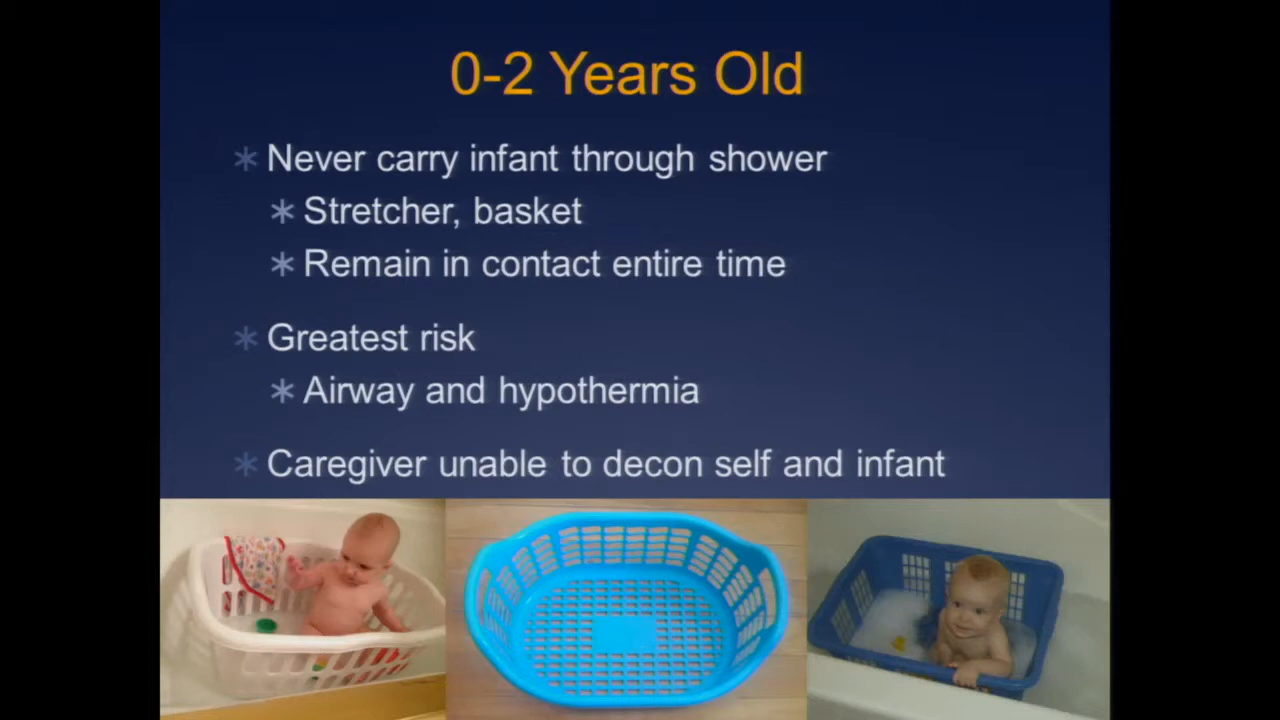 0-2 Years Old
Never carry infant through shower
Stretcher, basket
Remain in contact entire time
Greatest risk
Airway and hypothermia
Caregiver unable to decon self and infant